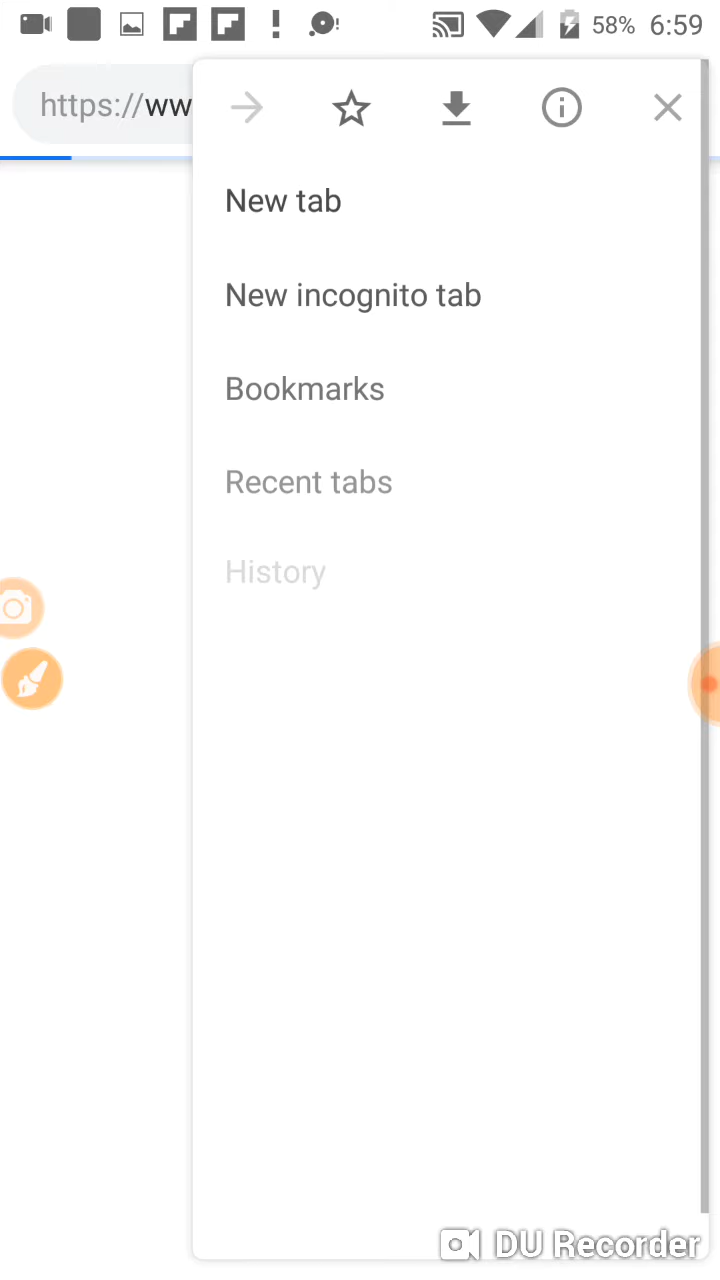 58% 6:59
https://ww
New tab
New incognito tab
Bookmarks
Recent tabs
History
DU Recorder